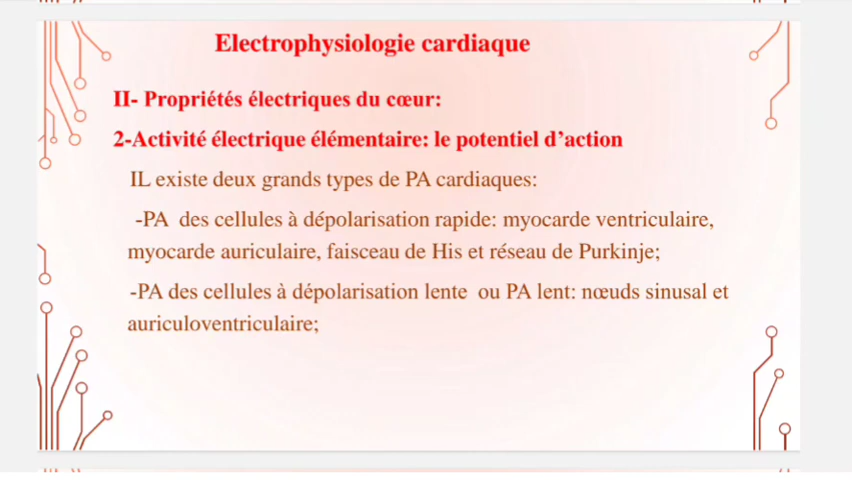 Electrophysiologie cardiaque
II- Propriétés électriques du cœur:
2-Activité électrique élémentaire: le potentiel d’action
IL existe deux grands types de PA cardiaques:
-PA des cellules à dépolarisation rapide: myocarde ventriculaire,
myocarde auriculaire, faisceau de His et réseau de Purkinje;
-PA des cellules à dépolarisation lente ou PA lent: nœuds sinusal et
auriculoventriculaire;